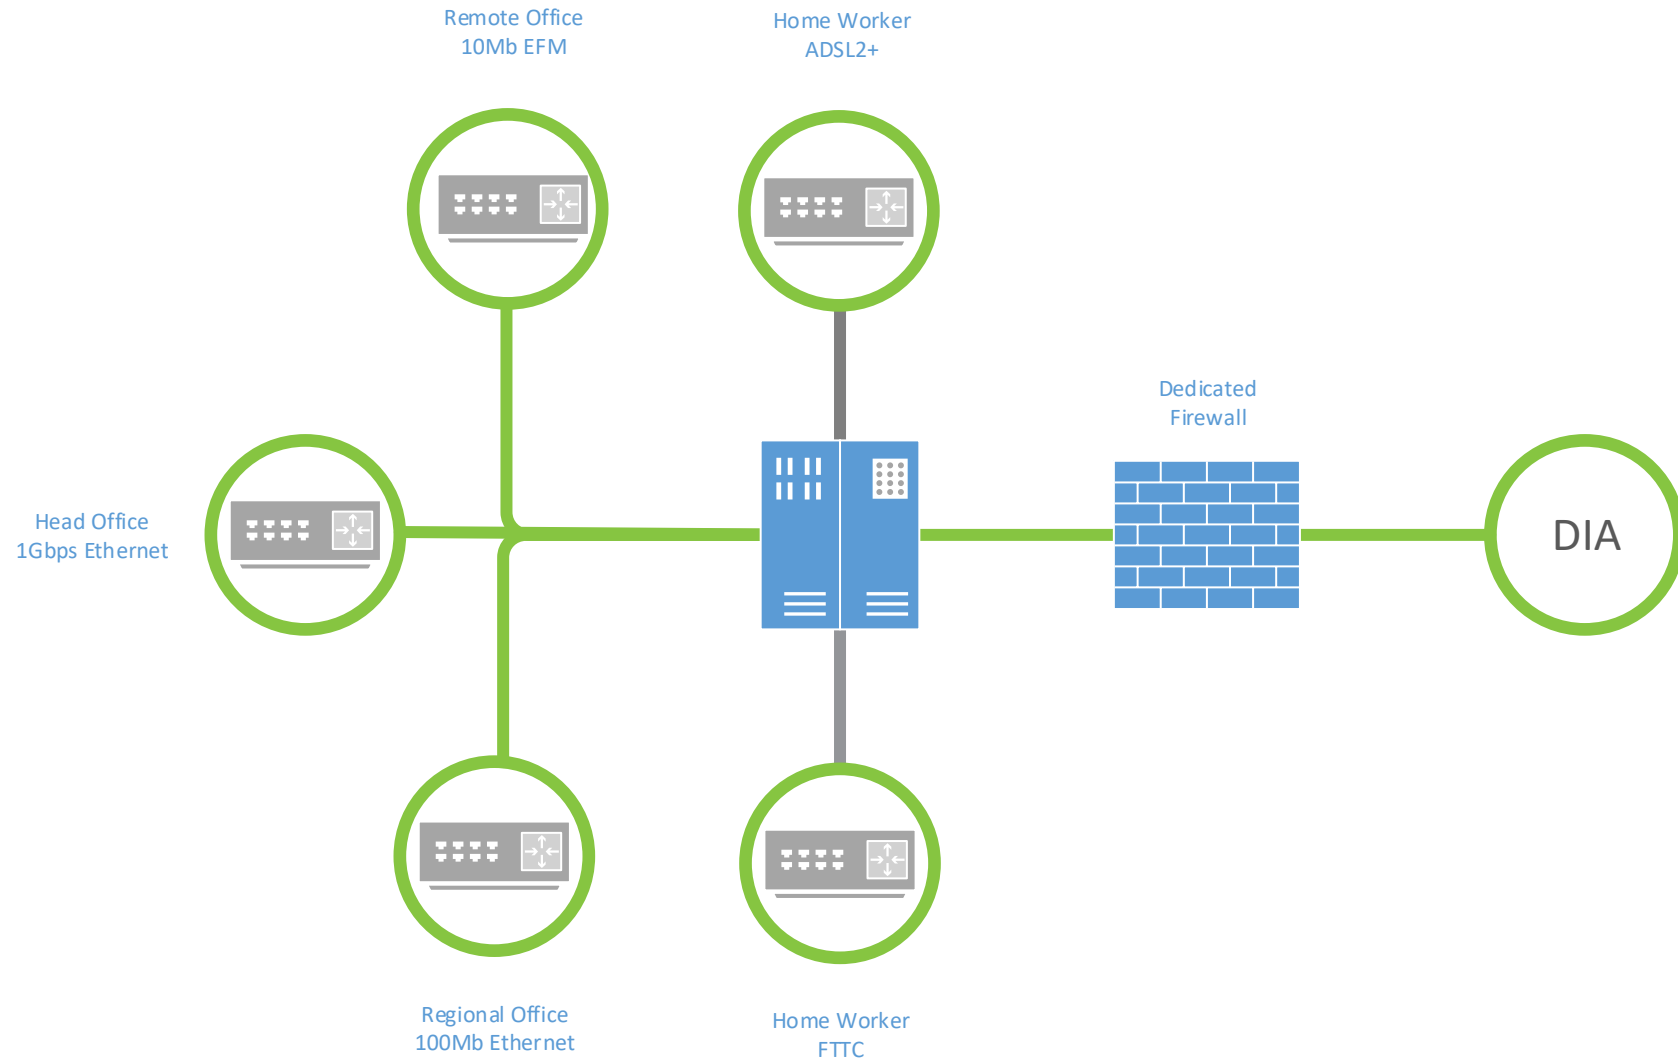 Remote Office
10Mb EFM
Home Worker
ADSL2+
Dedicated
Firewall
Head Office
1Gbps Ethernet
DIA
Regional Office
100Mb Ethernet
Home Worker
FTTC